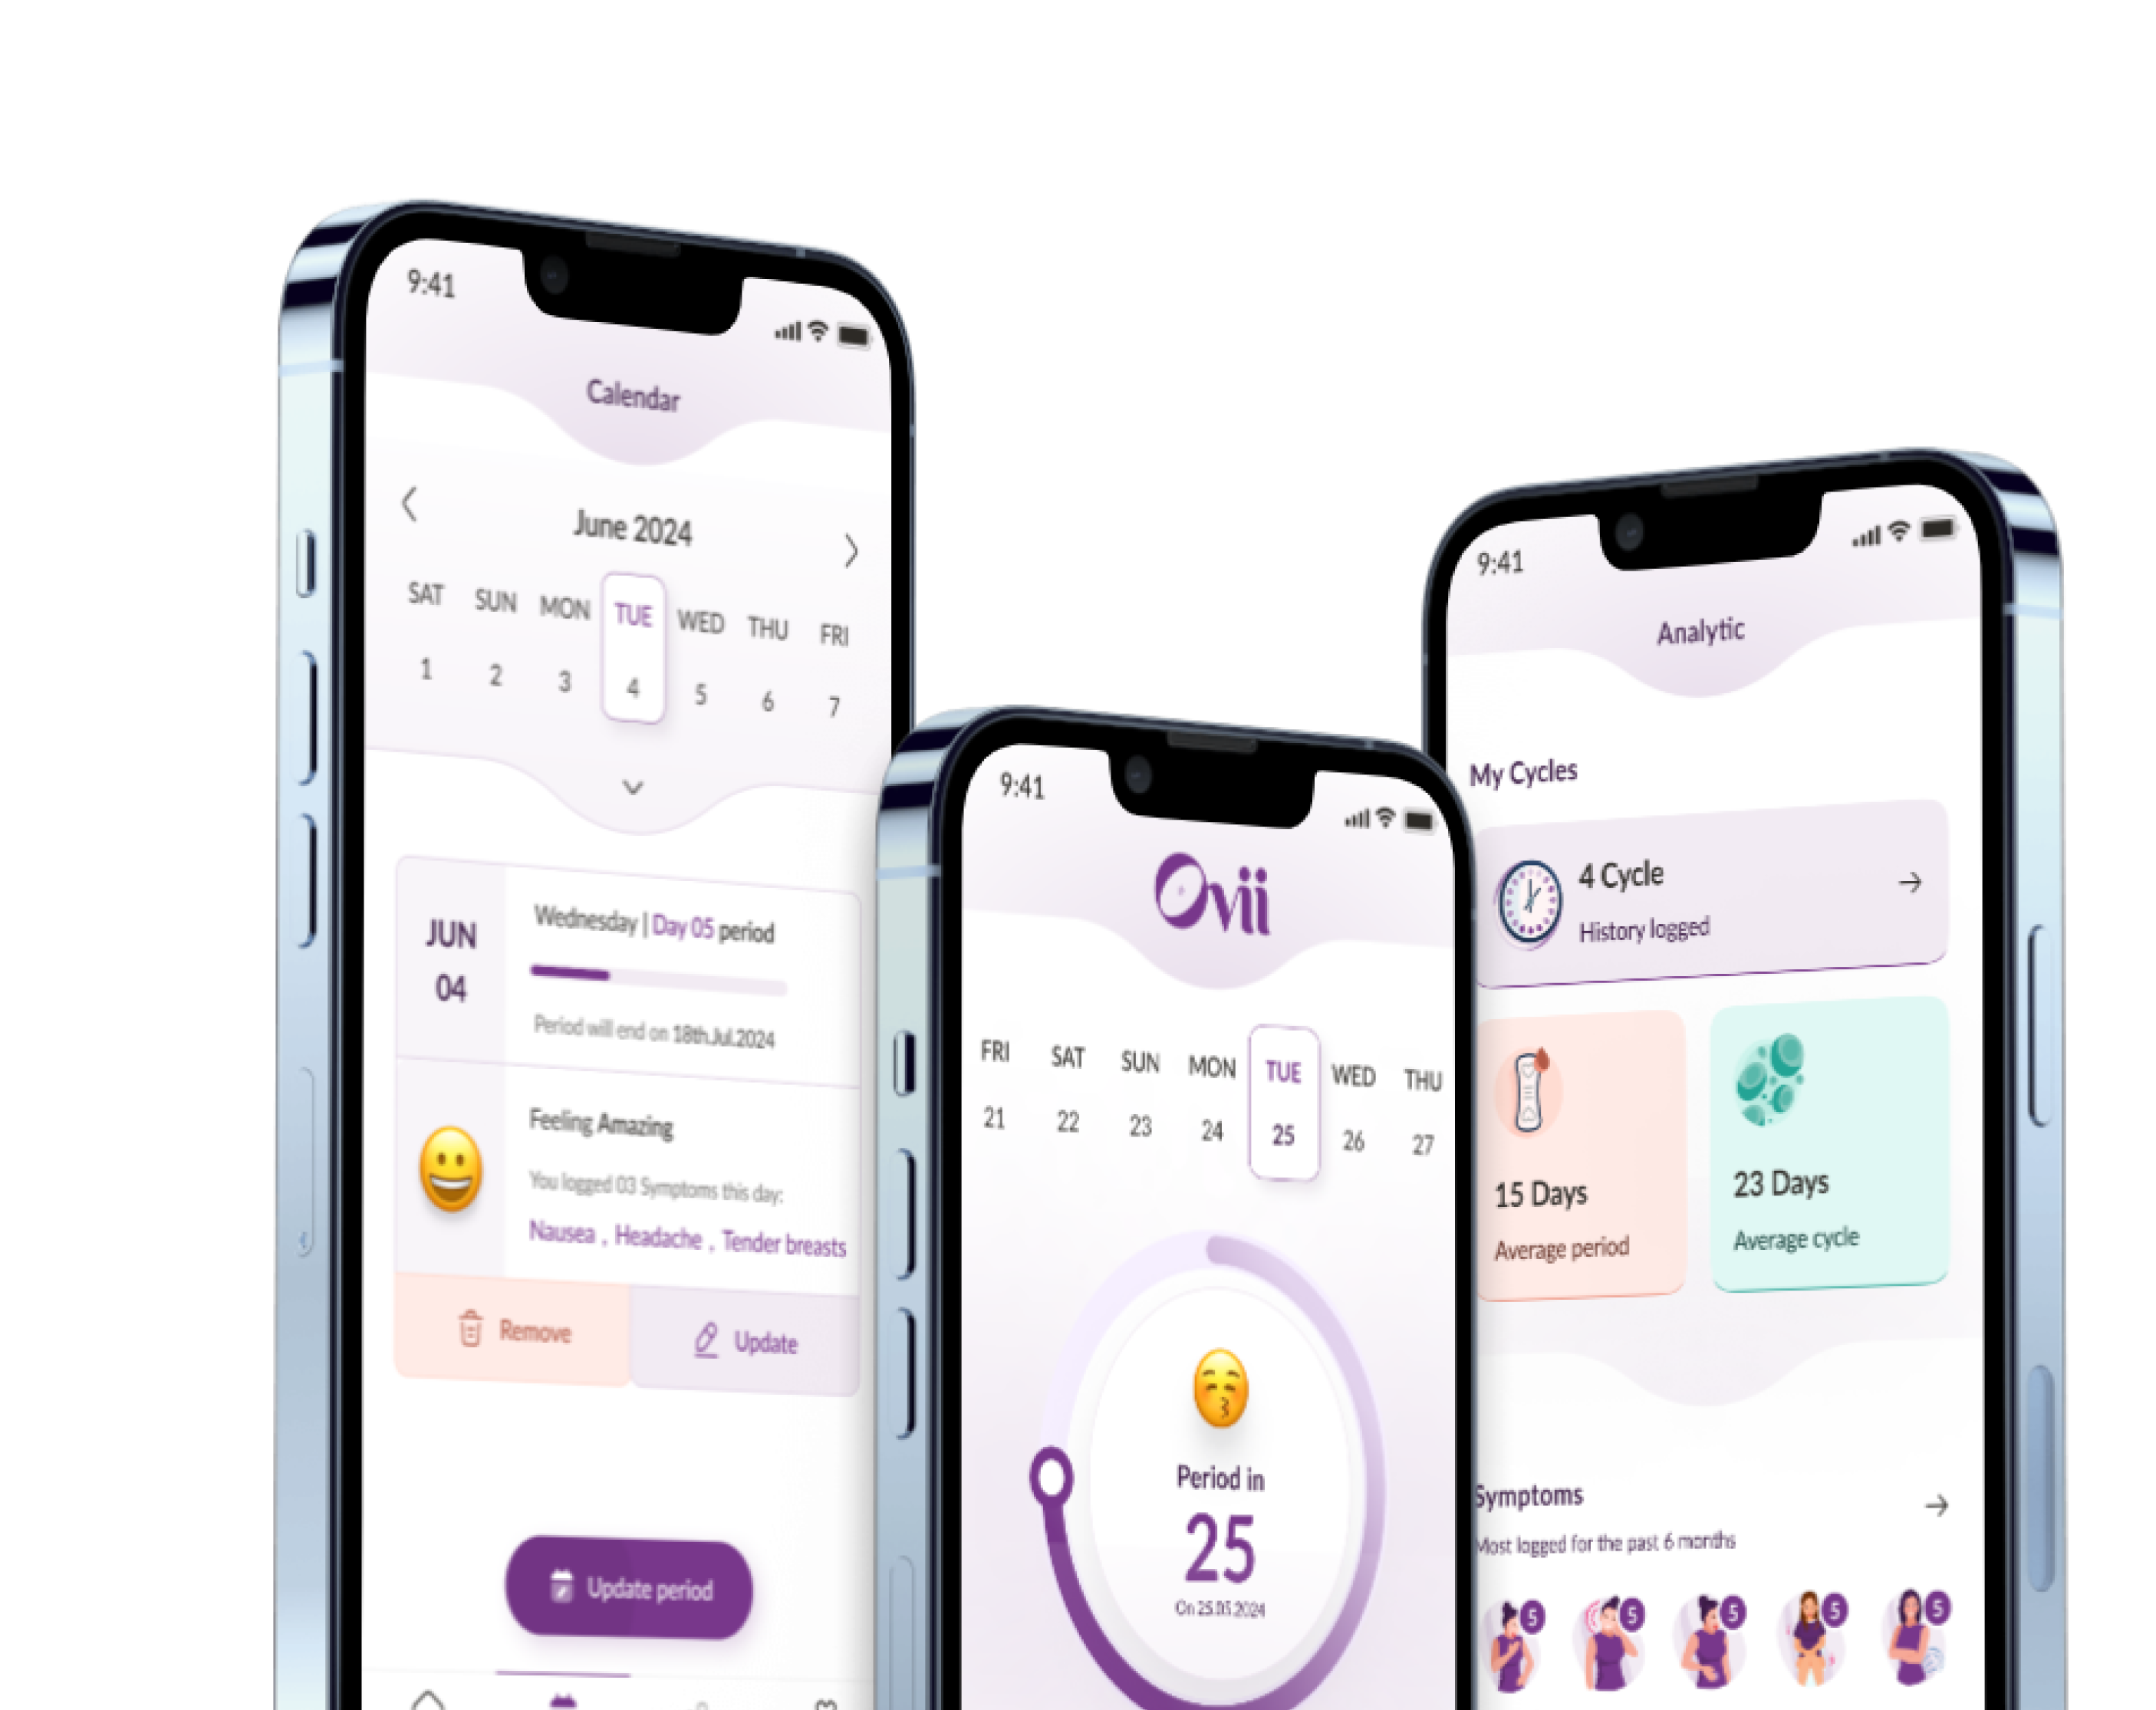 9:41
Calendar
June 2024
SAT SUN MON TUE WED THU FRI
1 2 3 4 5 6 7
JUN
04
Wednesday | Day 05 period
Period will end on 18th.Jul.2024
Feeling Amazing
You logged 03 Symptoms this day:
Nausea , Headache , Tender breasts
Remove
Update
Update period
9:41
Ovii
FRI SAT SUN MON TUE WED THU
21 22 23 24 25 26 27
Period in
25
On 25.05.2024
9:41
Analytic
My Cycles
4 Cycle
History logged
15 Days
Average period
23 Days
Average cycle
Symptoms
Most logged for the past 6 months
5 5 5 5 5